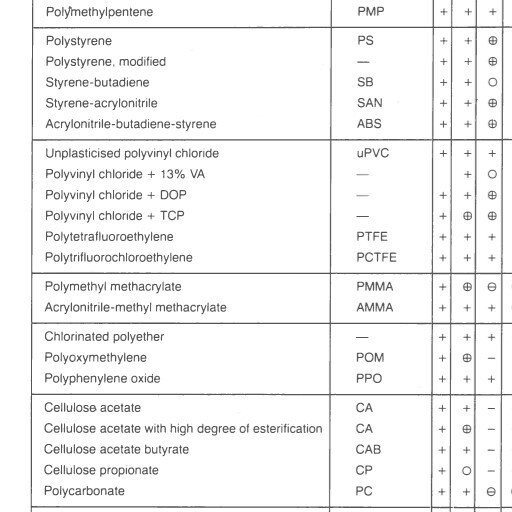 Polymethylpentene PMP + + +
Polystyrene PS + + ⊕
Polystyrene, modified — + + ⊕
Styrene-butadiene SB + + ○
Styrene-acrylonitrile SAN + + ⊕
Acrylonitrile-butadiene-styrene ABS + + ⊕
Unplasticised polyvinyl chloride uPVC + + +
Polyvinyl chloride + 13% VA — + ○
Polyvinyl chloride + DOP — + + ⊕
Polyvinyl chloride + TCP — + ⊕ ⊕
Polytetrafluoroethylene PTFE + + +
Polytrifluorochloroethylene PCTFE + + +
Polymethyl methacrylate PMMA + ⊕ ⊖
Acrylonitrile-methyl methacrylate AMMA + + +
Chlorinated polyether — + + +
Polyoxymethylene POM + ⊕ −
Polyphenylene oxide PPO + + +
Cellulose acetate CA + + −
Cellulose acetate with high degree of esterification CA + ⊕ −
Cellulose acetate butyrate CAB + + −
Cellulose propionate CP + ○ −
Polycarbonate PC + + ⊖